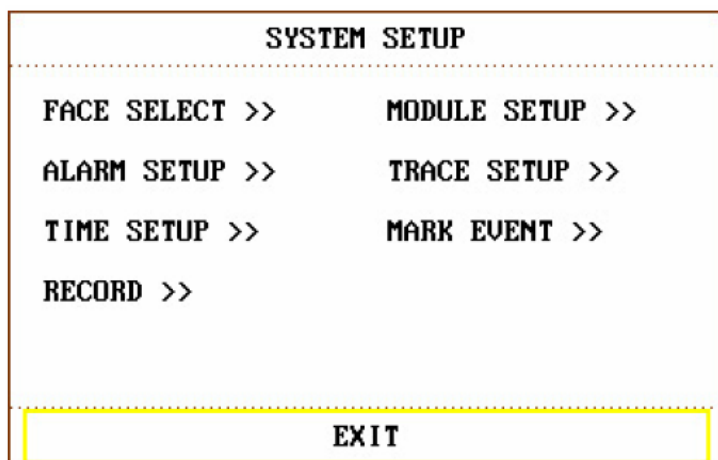 SYSTEM SETUP
FACE SELECT >> MODULE SETUP >>
ALARM SETUP >> TRACE SETUP >>
TIME SETUP >> MARK EVENT >>
RECORD >>
EXIT